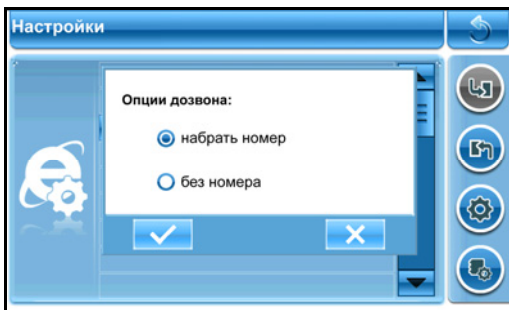 Настройки
Опции дозвона:
набрать номер
без номера